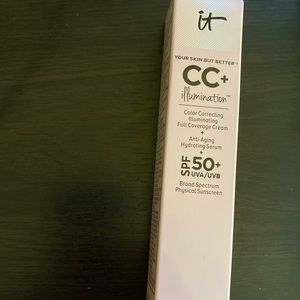 it
YOUR SKIN BUT BETTER™
CC+
illumination™
Color Correcting
Illuminating
Full Coverage Cream
+
Anti-Aging
Hydrating Serum
+
SPF 50+
UVA/UVB
Broad Spectrum
Physical Sunscreen